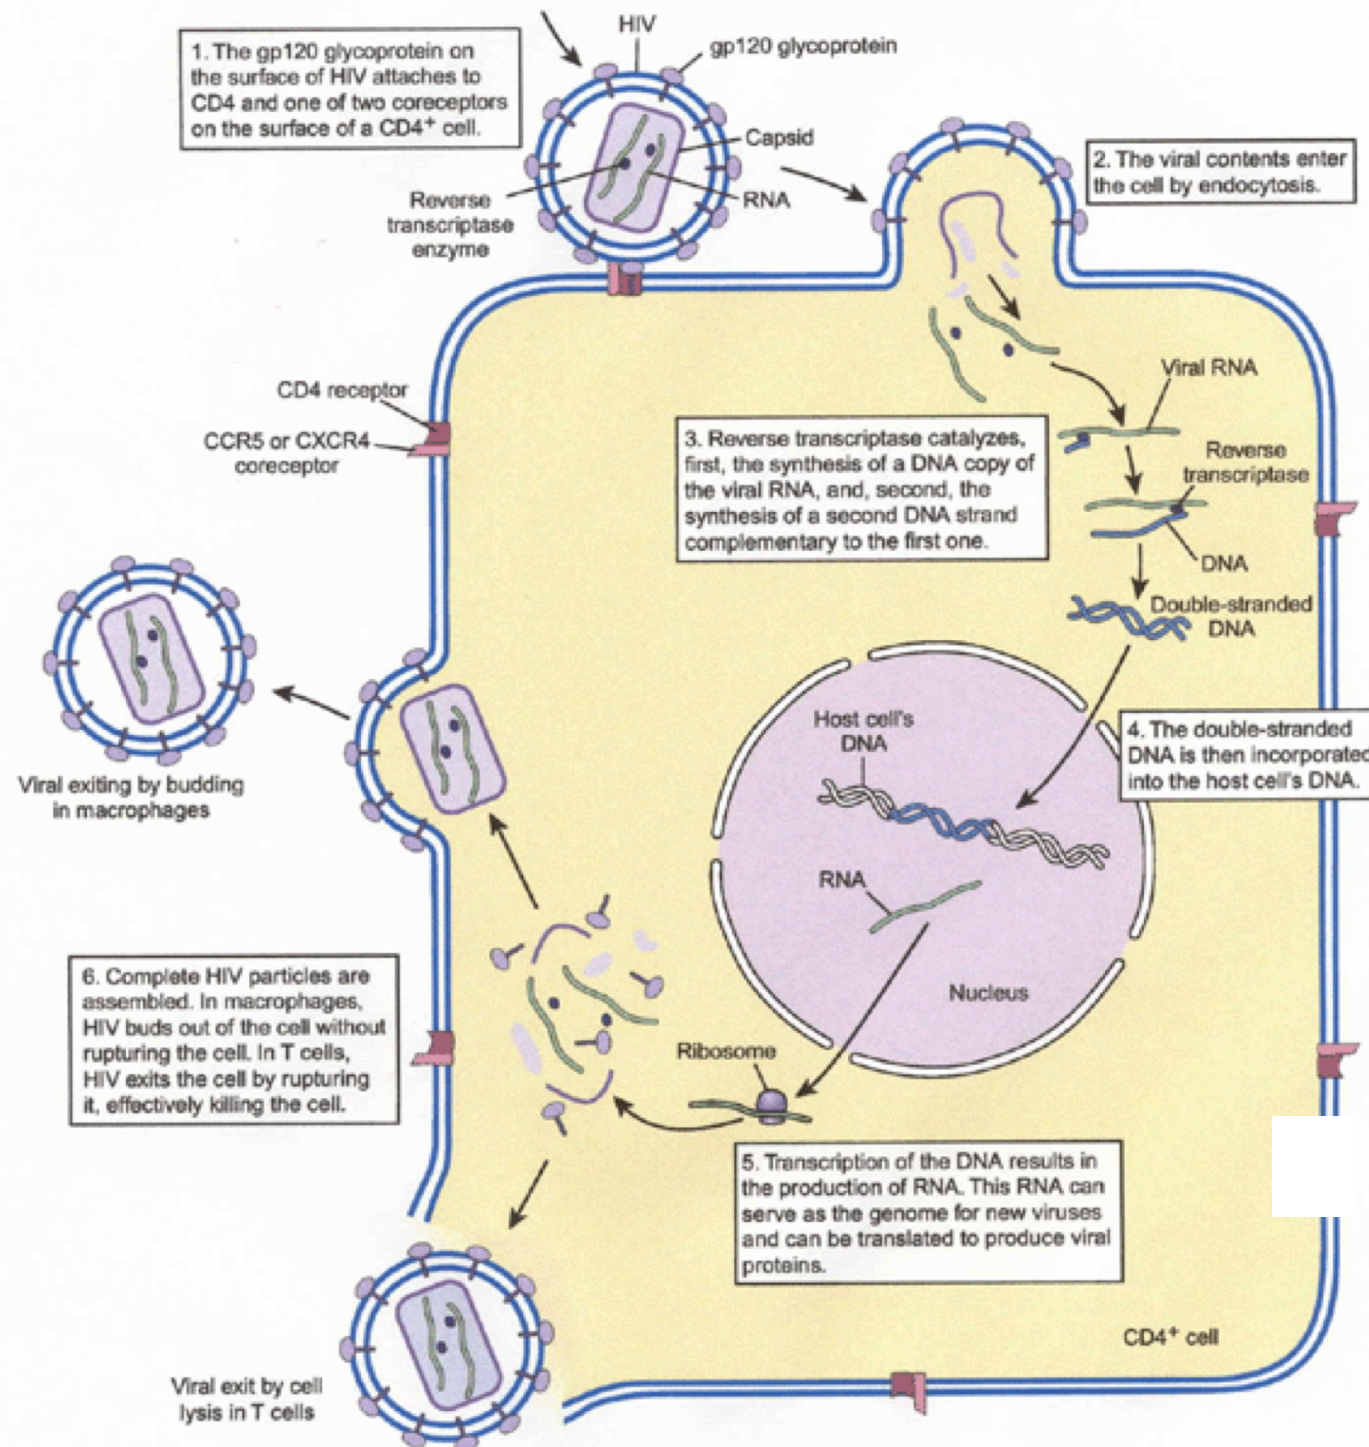 HIV
gp120 glycoprotein
1. The gp120 glycoprotein on
the surface of HIV attaches to
CD4 and one of two coreceptors
on the surface of a CD4⁺ cell.
Capsid
Reverse
transcriptase
enzyme
RNA
2. The viral contents enter
the cell by endocytosis.
Viral RNA
CD4 receptor
CCR5 or CXCR4
coreceptor
3. Reverse transcriptase catalyzes,
first, the synthesis of a DNA copy of
the viral RNA, and, second, the
synthesis of a second DNA strand
complementary to the first one.
Reverse
transcriptase
DNA
Double-stranded
DNA
Host cell's
DNA
4. The double-stranded
DNA is then incorporated
into the host cell's DNA.
Viral exiting by budding
in macrophages
RNA
Nucleus
6. Complete HIV particles are
assembled. In macrophages,
HIV buds out of the cell without
rupturing the cell. In T cells,
HIV exits the cell by rupturing
it, effectively killing the cell.
Ribosome
5. Transcription of the DNA results in
the production of RNA. This RNA can
serve as the genome for new viruses
and can be translated to produce viral
proteins.
CD4⁺ cell
Viral exit by cell
lysis in T cells